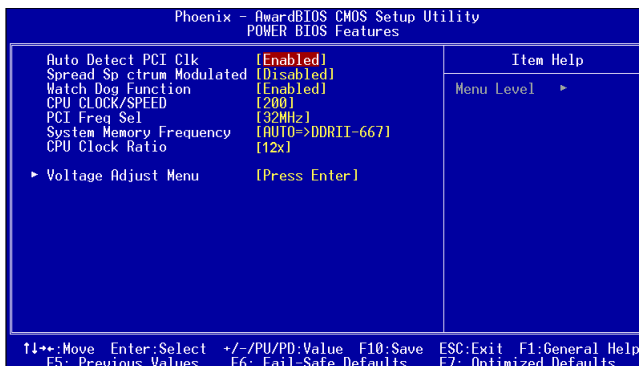 Phoenix - AwardBIOS CMOS Setup Utility
POWER BIOS Features
Auto Detect PCI Clk [Enabled]
Spread Sp ctrum Modulated [Disabled]
Watch Dog Function [Enabled]
CPU CLOCK/SPEED [200]
PCI Freq Sel [32MHz]
System Memory Frequency [AUTO=>DDRII-667]
CPU Clock Ratio [12x]
► Voltage Adjust Menu [Press Enter]
Item Help
Menu Level ►
↑↓→←:Move Enter:Select +/-/PU/PD:Value F10:Save ESC:Exit F1:General Help
F5: Previous Values F6: Fail-Safe Defaults F7: Optimized Defaults